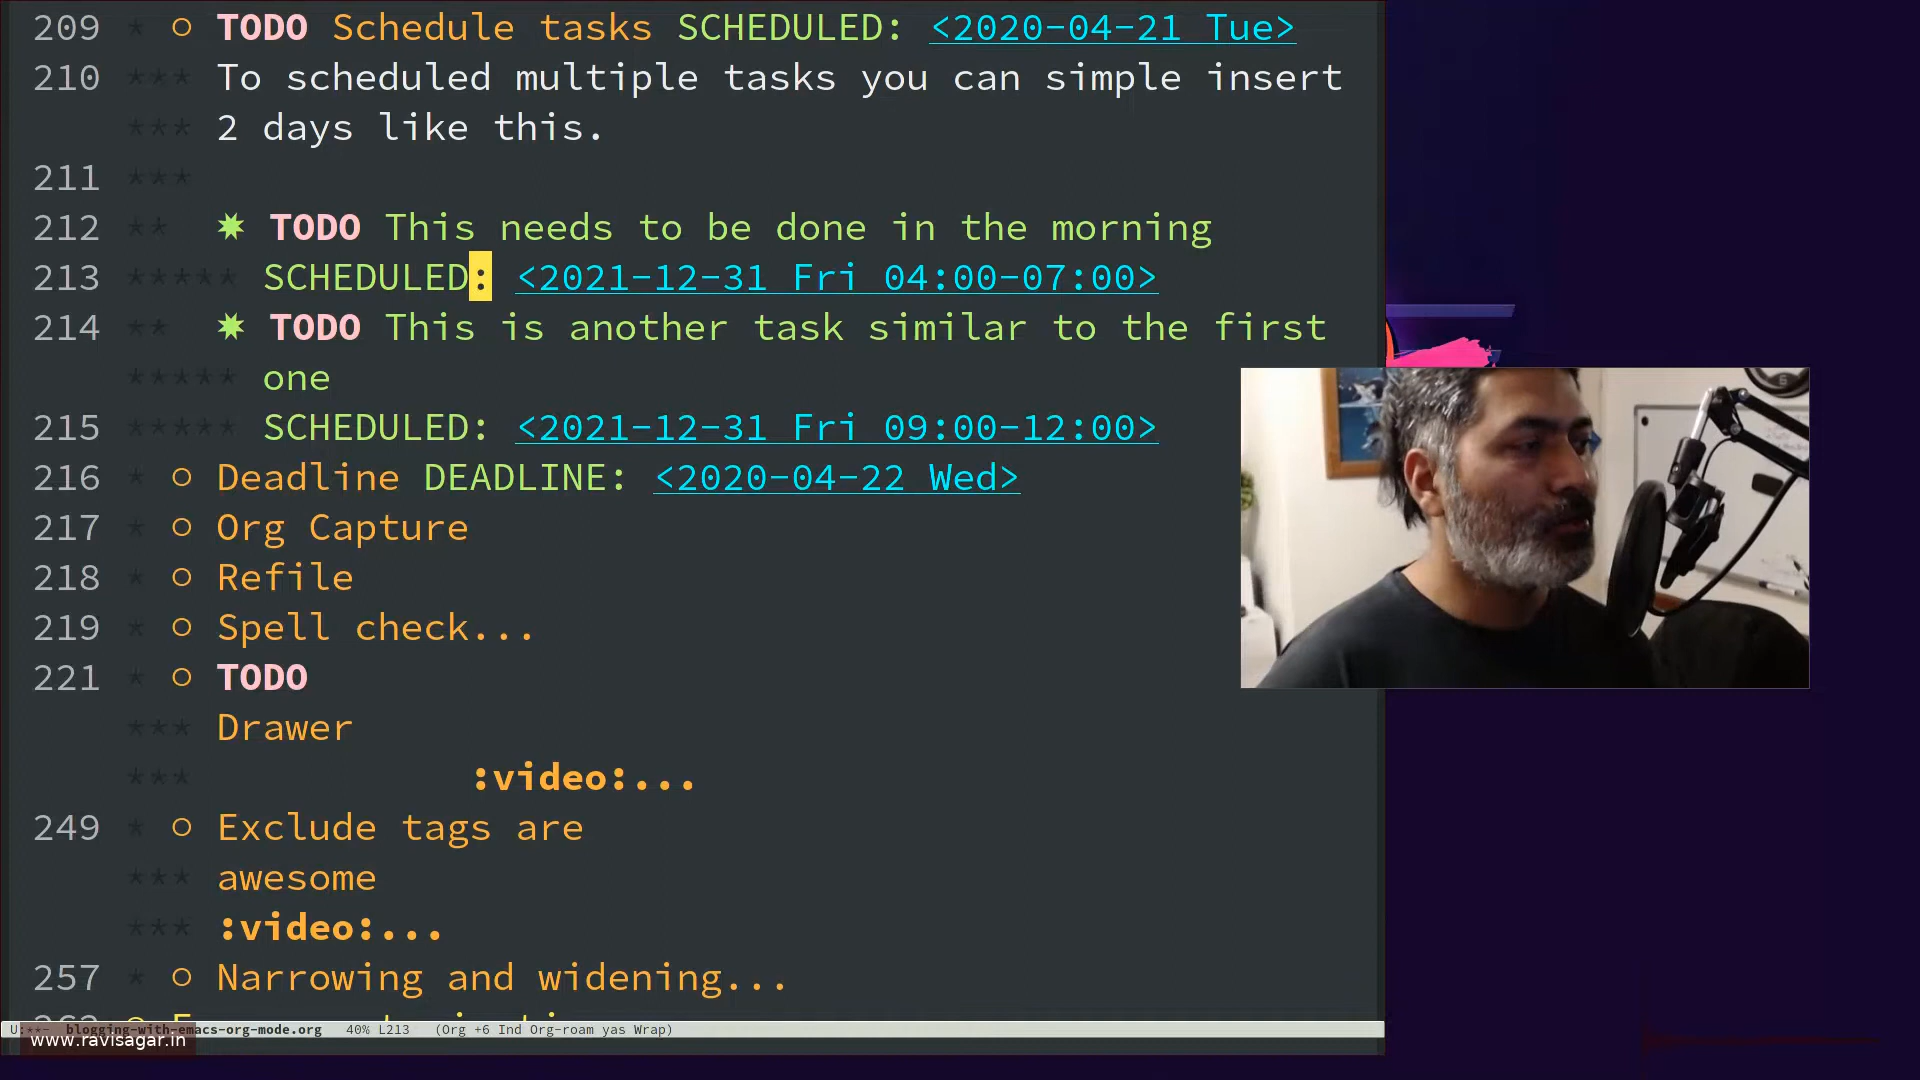 209 * ○ TODO Schedule tasks SCHEDULED: <2020-04-21 Tue>
210 *** To scheduled multiple tasks you can simple insert
*** 2 days like this.
211 ***
212 ** ✸ TODO This needs to be done in the morning
213 ***** SCHEDULED: <2021-12-31 Fri 04:00-07:00>
214 ** ✸ TODO This is another task similar to the first
***** one
215 ***** SCHEDULED: <2021-12-31 Fri 09:00-12:00>
216 * ○ Deadline DEADLINE: <2020-04-22 Wed>
217 * ○ Org Capture
218 * ○ Refile
219 * ○ Spell check...
221 * ○ TODO
*** Drawer
*** :video:...
249 * ○ Exclude tags are
*** awesome
*** :video:...
257 * ○ Narrowing and widening...
U:**- blogging-with-emacs-org-mode.org 40% L213 (Org +6 Ind Org-roam yas Wrap)
www.ravisagar.in